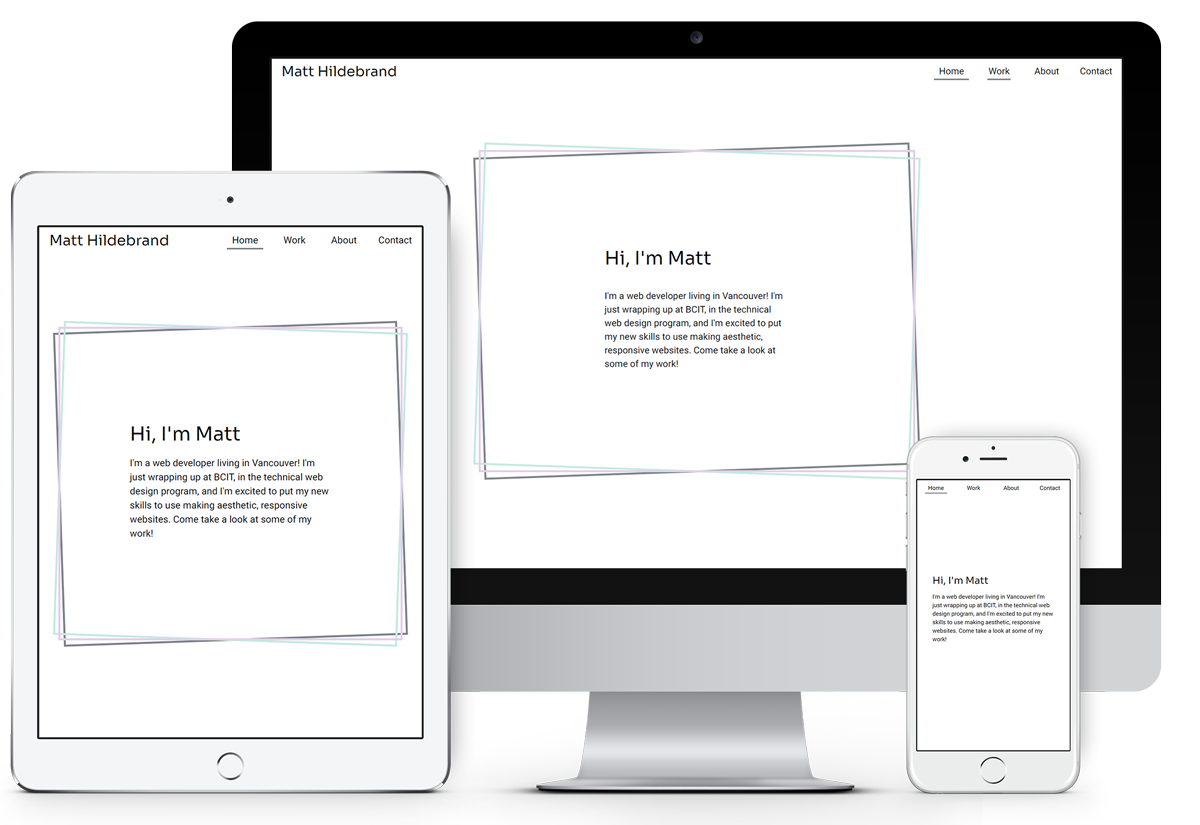 Matt Hildebrand
Home Work About Contact
Hi, I'm Matt
I'm a web developer living in Vancouver! I'm
just wrapping up at BCIT, in the technical
web design program, and I'm excited to put
my new skills to use making aesthetic,
responsive websites. Come take a look at
some of my work!
Matt Hildebrand
Home Work About Contact
Hi, I'm Matt
I'm a web developer living in Vancouver! I'm
just wrapping up at BCIT, in the technical web
design program, and I'm excited to put my new
skills to use making aesthetic, responsive
websites. Come take a look at some of my
work!
Home Work About Contact
Hi, I'm Matt
I'm a web developer living in Vancouver! I'm
just wrapping up at BCIT, in the technical web
design program, and I'm excited to put my new
skills to use making aesthetic, responsive
websites. Come take a look at some of my
work!